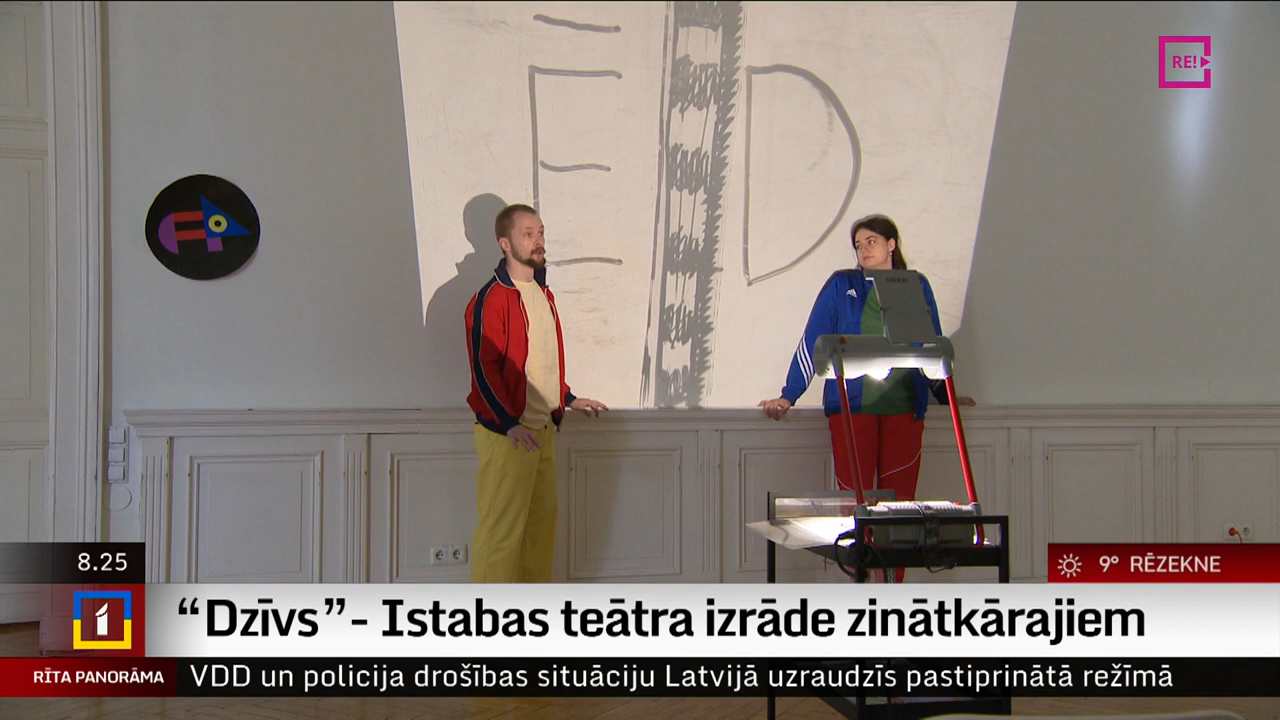 RE!
Ē D
8.25
9° RĒZEKNE
1
“Dzīvs”- Istabas teātra izrāde zinātkārajiem
RĪTA PANORĀMA
VDD un policija drošības situāciju Latvijā uzraudzīs pastiprinātā režīmā